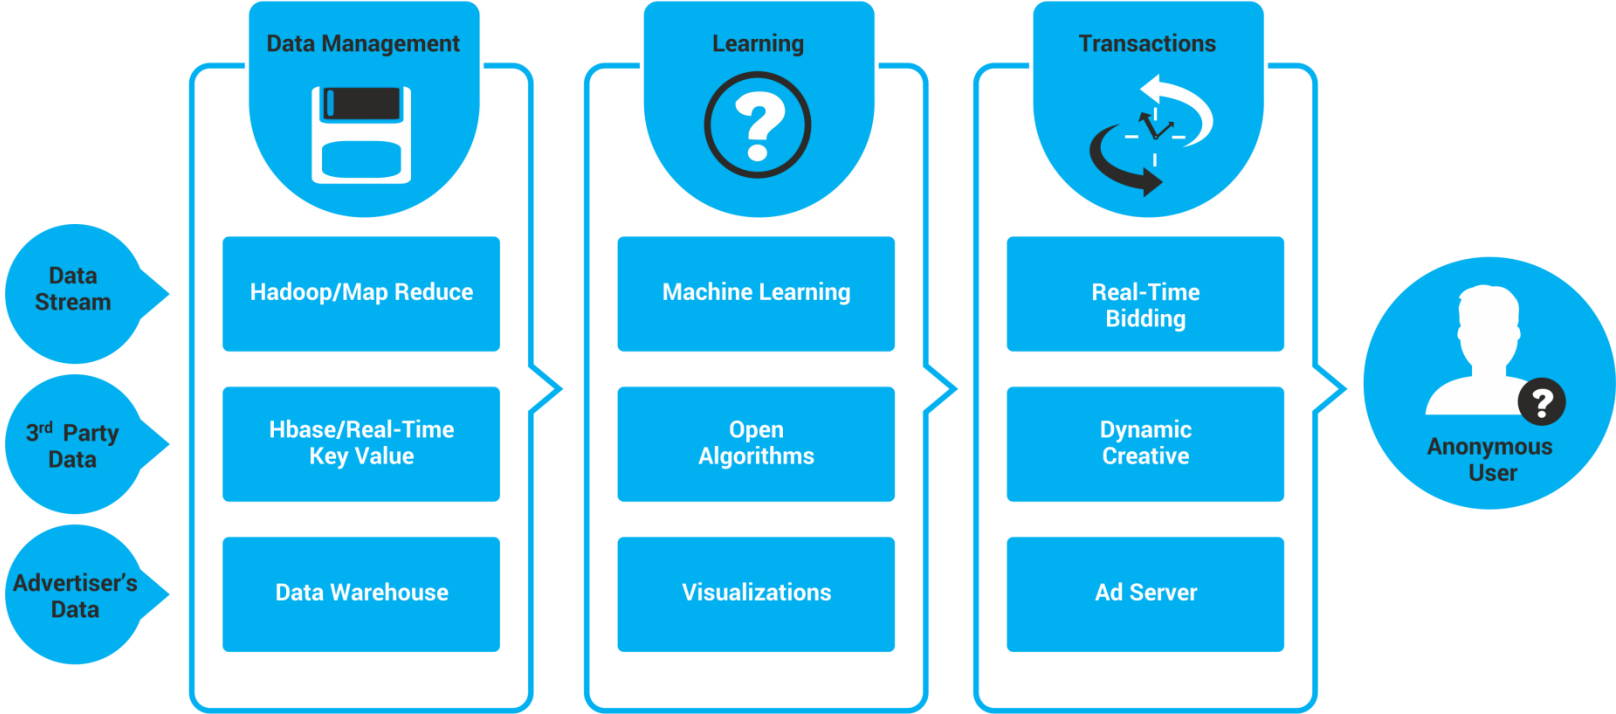 Data Management
Learning
Transactions
Data
Stream
3rd Party
Data
Advertiser's
Data
Hadoop/Map Reduce
Hbase/Real-Time
Key Value
Data Warehouse
Machine Learning
Open
Algorithms
Visualizations
Real-Time
Bidding
Dynamic
Creative
Ad Server
?
?
Anonymous
User